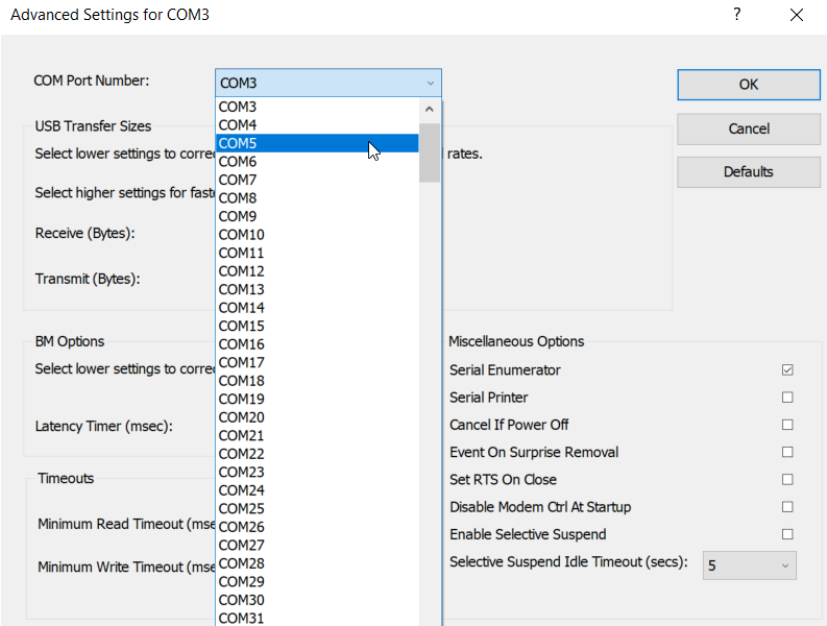 Advanced Settings for COM3
?
COM Port Number:
COM3
OK
Cancel
Defaults
COM3
COM4
COM5
COM6
COM7
COM8
COM9
COM10
COM11
COM12
COM13
COM14
COM15
COM16
COM17
COM18
COM19
COM20
COM21
COM22
COM23
COM24
COM25
COM26
COM27
COM28
COM29
COM30
COM31
USB Transfer Sizes
Select lower settings to corre rates.
Select higher settings for fast
Receive (Bytes):
Transmit (Bytes):
BM Options
Select lower settings to corre
Latency Timer (msec):
Timeouts
Minimum Read Timeout (mse
Minimum Write Timeout (mse
Miscellaneous Options
Serial Enumerator
Serial Printer
Cancel If Power Off
Event On Surprise Removal
Set RTS On Close
Disable Modem Ctrl At Startup
Enable Selective Suspend
Selective Suspend Idle Timeout (secs): 5